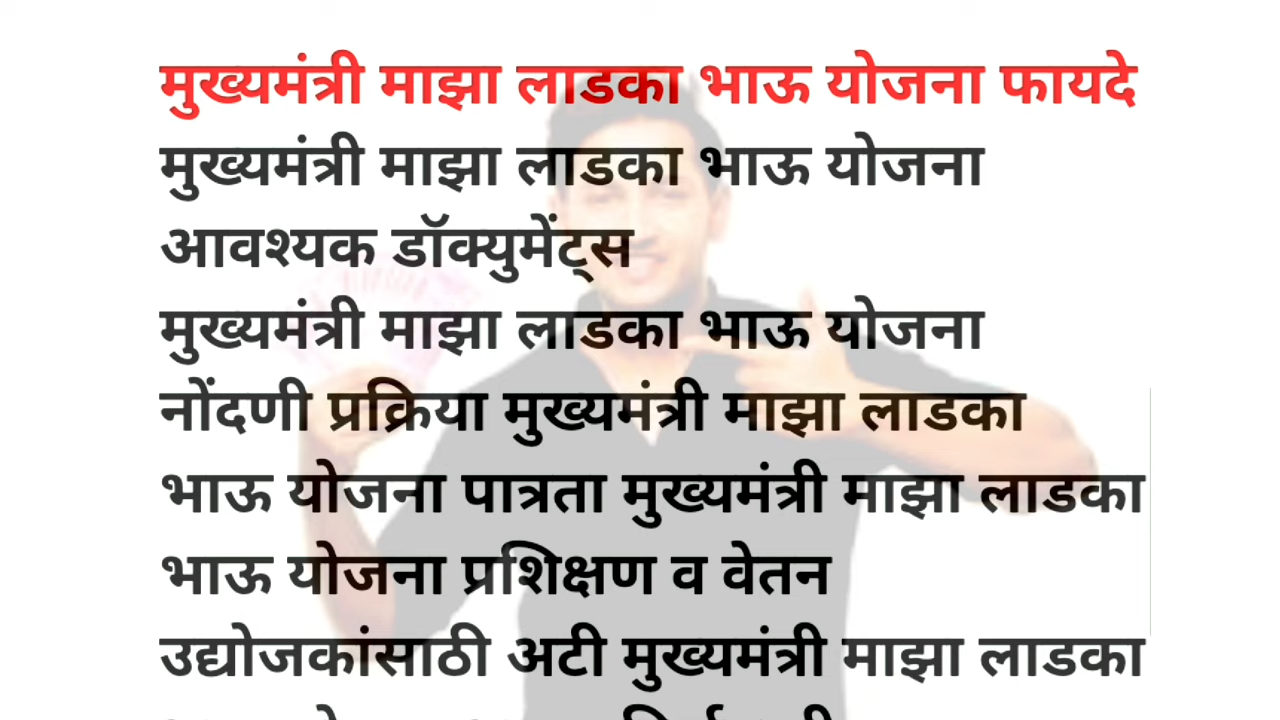 मुख्यमंत्री माझा लाडका भाऊ योजना फायदे
मुख्यमंत्री माझा लाडका भाऊ योजना
आवश्यक डॉक्युमेंट्स
मुख्यमंत्री माझा लाडका भाऊ योजना
नोंदणी प्रक्रिया मुख्यमंत्री माझा लाडका
भाऊ योजना पात्रता मुख्यमंत्री माझा लाडका
भाऊ योजना प्रशिक्षण व वेतन
उद्योजकांसाठी अटी मुख्यमंत्री माझा लाडका